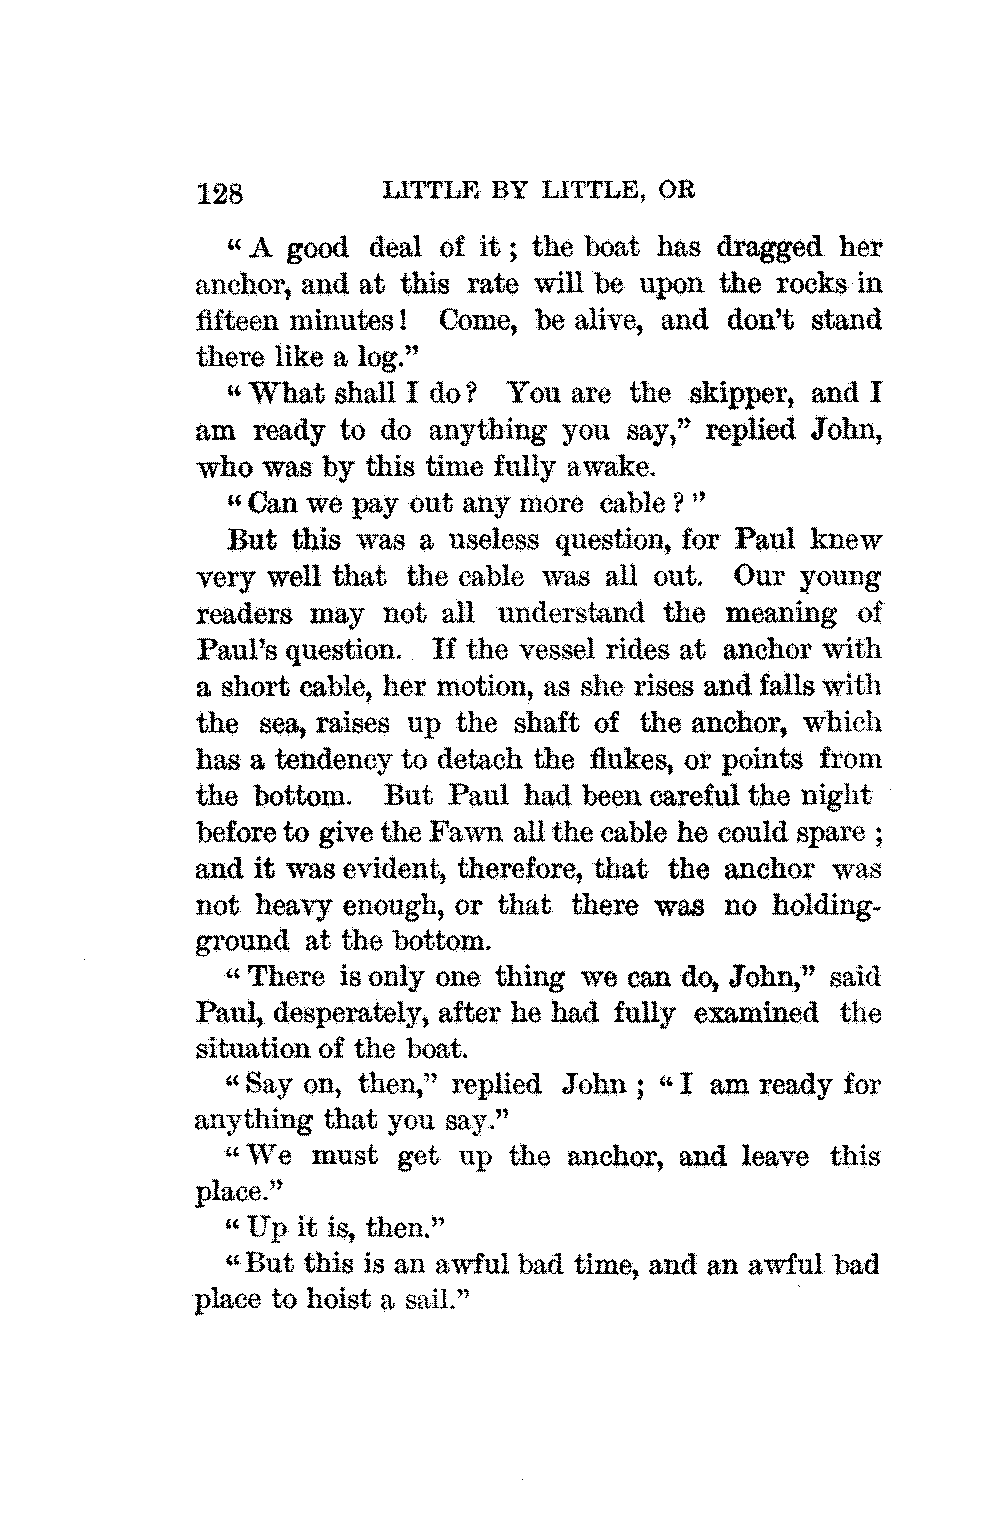 128 LITTLE BY LITTLE, OR
“A good deal of it; the boat has dragged her
anchor, and at this rate will be upon the rocks in
fifteen minutes! Come, be alive, and don't stand
there like a log.”
“What shall I do? You are the skipper, and I
am ready to do anything you say,” replied John,
who was by this time fully awake.
“Can we pay out any more cable?”
But this was a useless question, for Paul knew
very well that the cable was all out. Our young
readers may not all understand the meaning of
Paul's question. If the vessel rides at anchor with
a short cable, her motion, as she rises and falls with
the sea, raises up the shaft of the anchor, which
has a tendency to detach the flukes, or points from
the bottom. But Paul had been careful the night
before to give the Fawn all the cable he could spare;
and it was evident, therefore, that the anchor was
not heavy enough, or that there was no holding-
ground at the bottom.
“There is only one thing we can do, John,” said
Paul, desperately, after he had fully examined the
situation of the boat.
“Say on, then,” replied John; “I am ready for
anything that you say.”
“We must get up the anchor, and leave this
place.”
“Up it is, then.”
“But this is an awful bad time, and an awful bad
place to hoist a sail.”